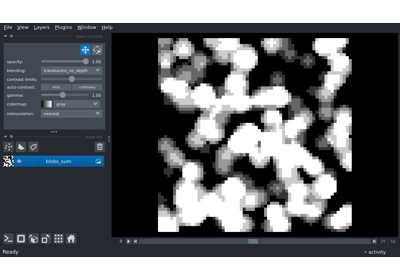 File View Layers Plugins Window Help
opacity: 1.00
blending: translucent_no_depth
contrast limits:
auto-contrast: once continuous
gamma: 1.00
colormap: gray
interpolation: nearest
blobs_sum
Ready
activity